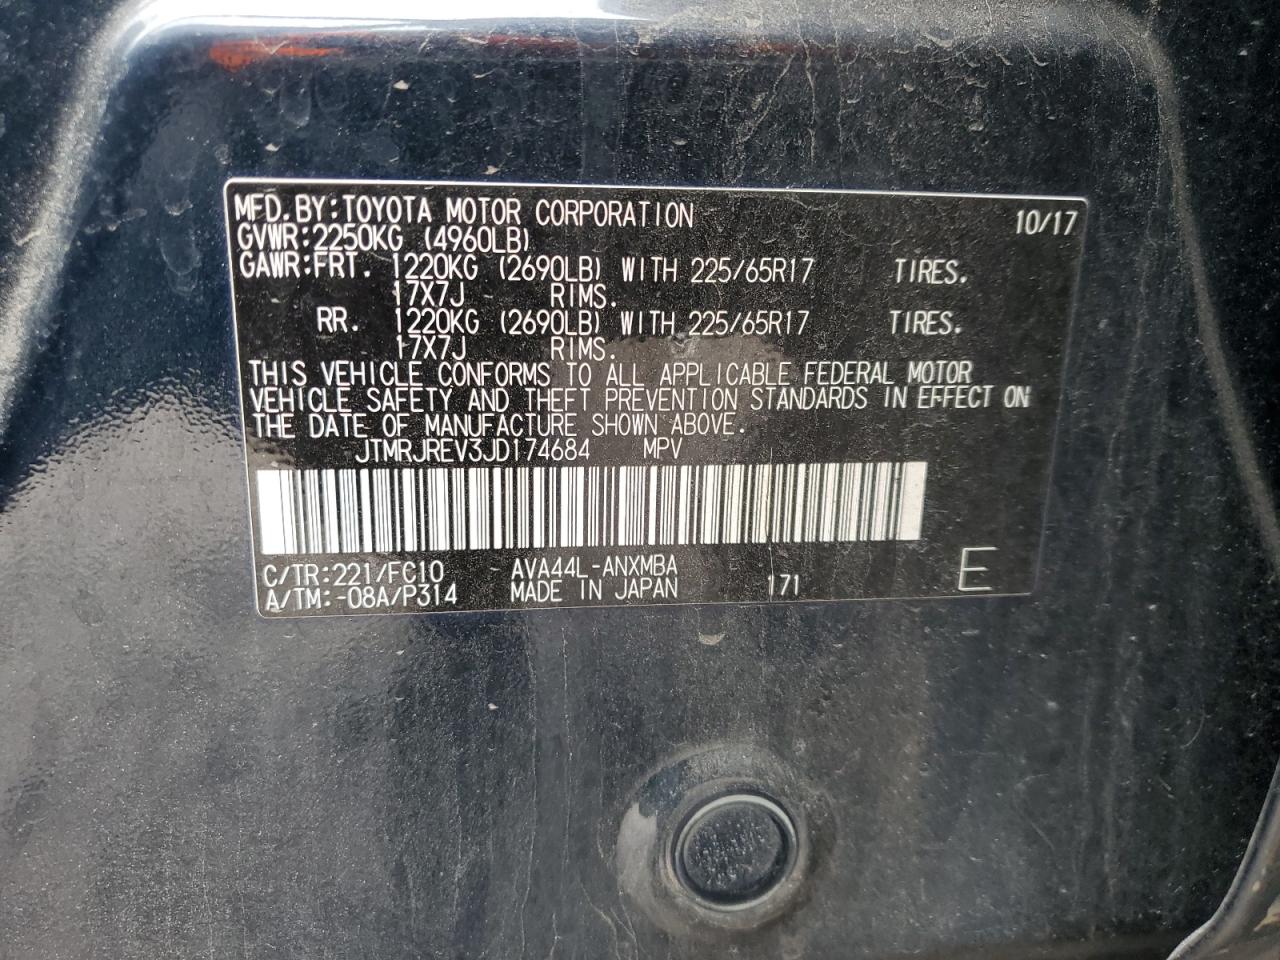 MFD.BY:TOYOTA MOTOR CORPORATION 10/17
GVWR:2250KG (4960LB)
GAWR:FRT. 1220KG (2690LB) WITH 225/65R17 TIRES.
17X7J RIMS.
RR. 1220KG (2690LB) WITH 225/65R17 TIRES.
17X7J RIMS.
THIS VEHICLE CONFORMS TO ALL APPLICABLE FEDERAL MOTOR
VEHICLE SAFETY AND THEFT PREVENTION STANDARDS IN EFFECT ON
THE DATE OF MANUFACTURE SHOWN ABOVE.
JTMRJREV3JD174684 MPV
C/TR:221/FC10 AVA44L-ANXMBA
A/TM:-08A/P314 MADE IN JAPAN 171 E